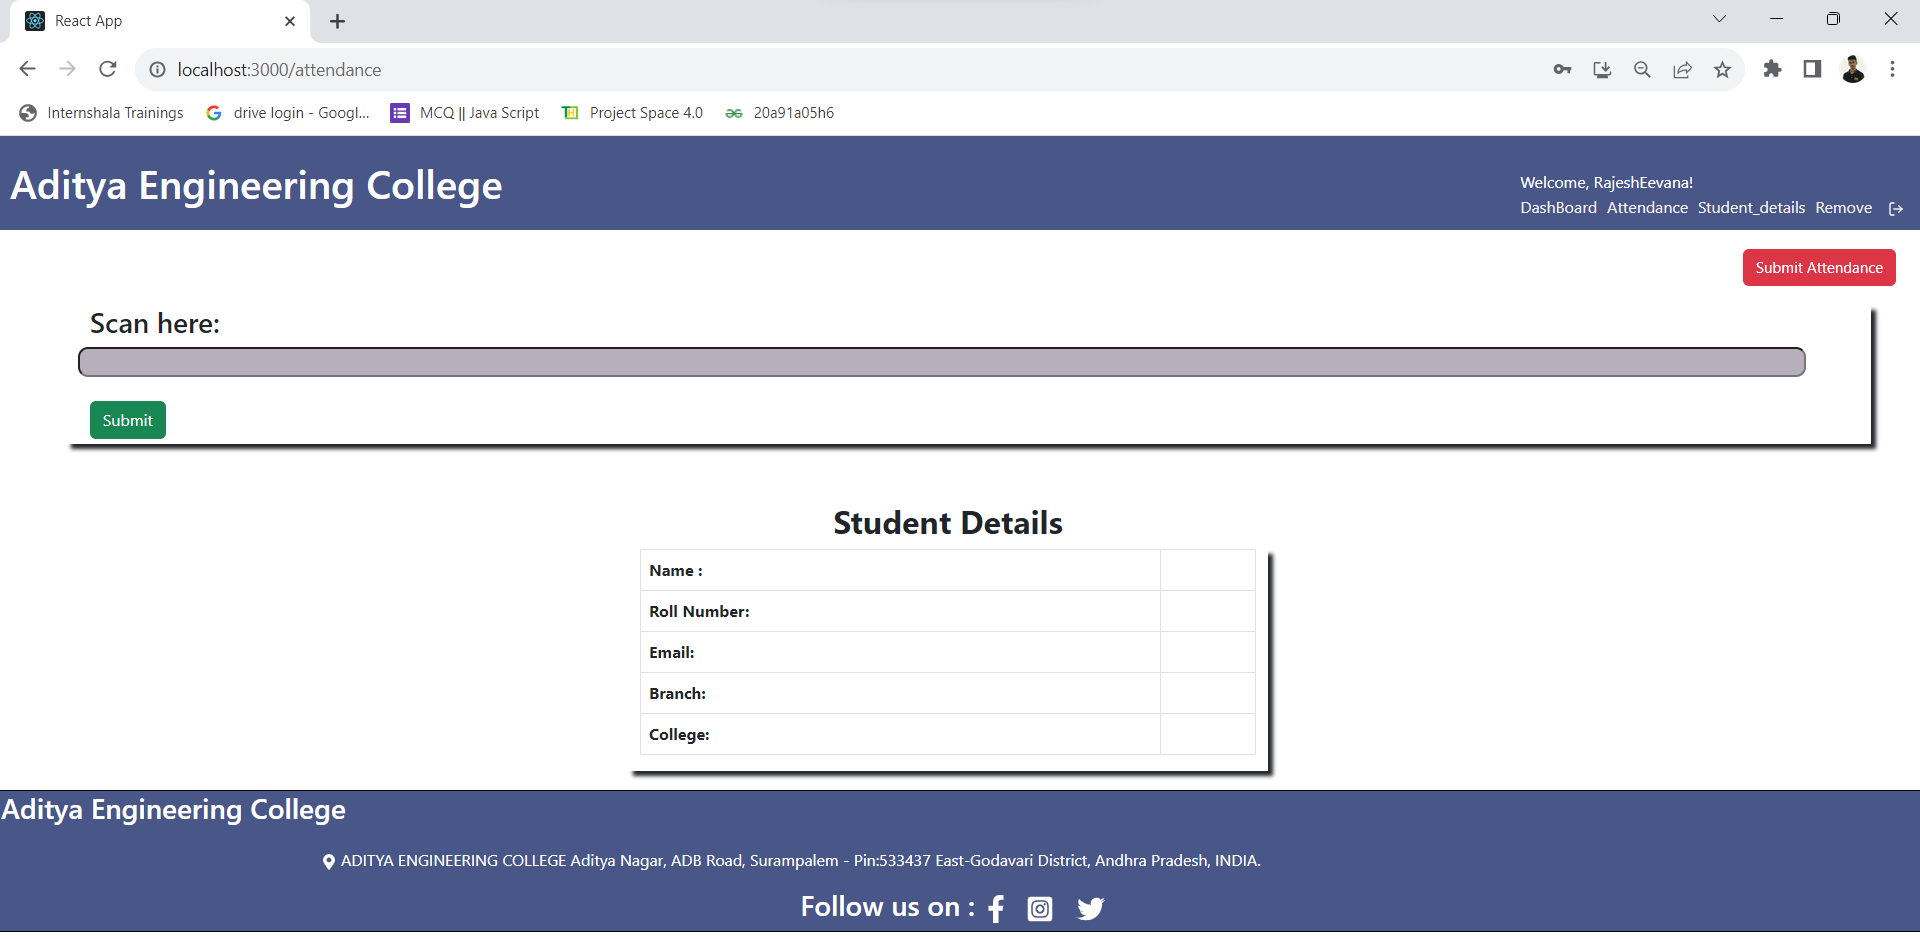 React App
localhost:3000/attendance
Internshala Trainings drive login - Googl... MCQ || Java Script Project Space 4.0 20a91a05h6
Aditya Engineering College
Welcome, RajeshEevana!
DashBoard Attendance Student_details Remove
Submit Attendance
Scan here:
Submit
Student Details
Name :
Roll Number:
Email:
Branch:
College:
Aditya Engineering College
ADITYA ENGINEERING COLLEGE Aditya Nagar, ADB Road, Surampalem - Pin:533437 East-Godavari District, Andhra Pradesh, INDIA.
Follow us on :